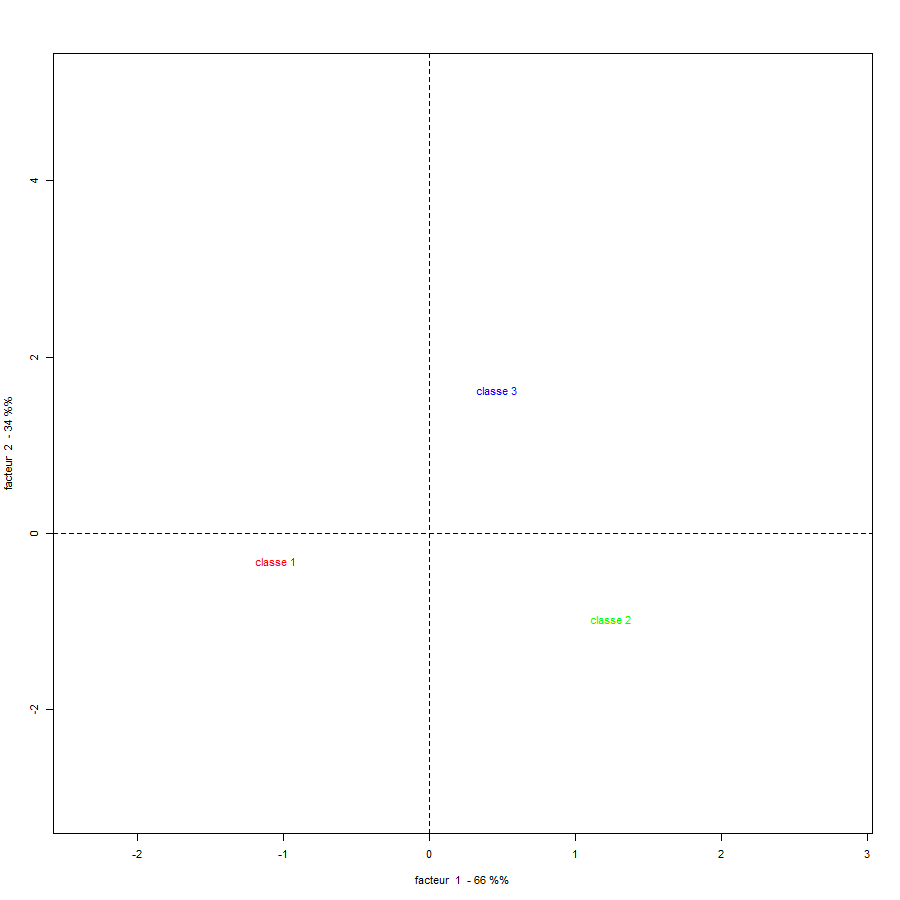 4
2
0
-2
facteur 2 - 34 %%
classe 3
classe 1
classe 2
-2 -1 0 1 2 3
facteur 1 - 66 %%